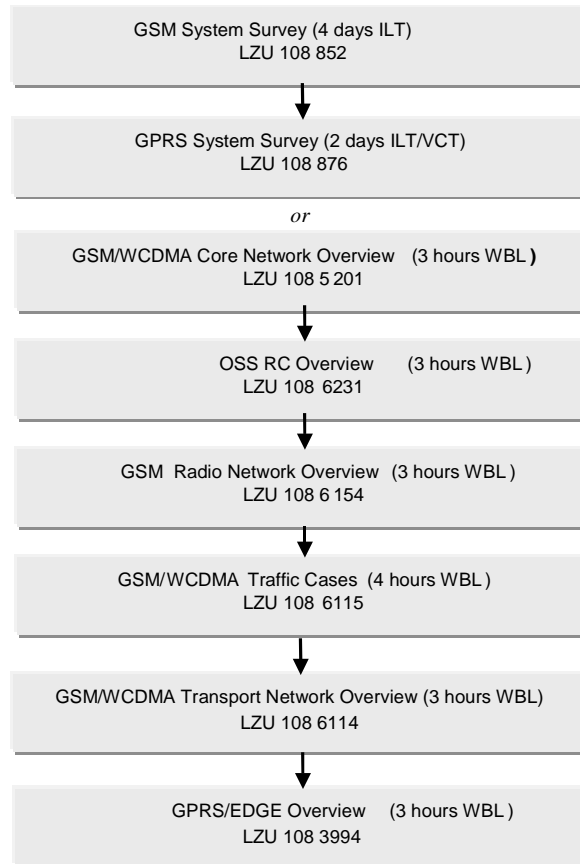 GSM System Survey (4 days ILT)
LZU 108 852
GPRS System Survey (2 days ILT/VCT)
LZU 108 876
or
GSM/WCDMA Core Network Overview (3 hours WBL )
LZU 108 5 201
OSS RC Overview (3 hours WBL )
LZU 108 6231
GSM Radio Network Overview (3 hours WBL )
LZU 108 6 154
GSM/WCDMA Traffic Cases (4 hours WBL )
LZU 108 6115
GSM/WCDMA Transport Network Overview (3 hours WBL)
LZU 108 6114
GPRS/EDGE Overview (3 hours WBL )
LZU 108 3994